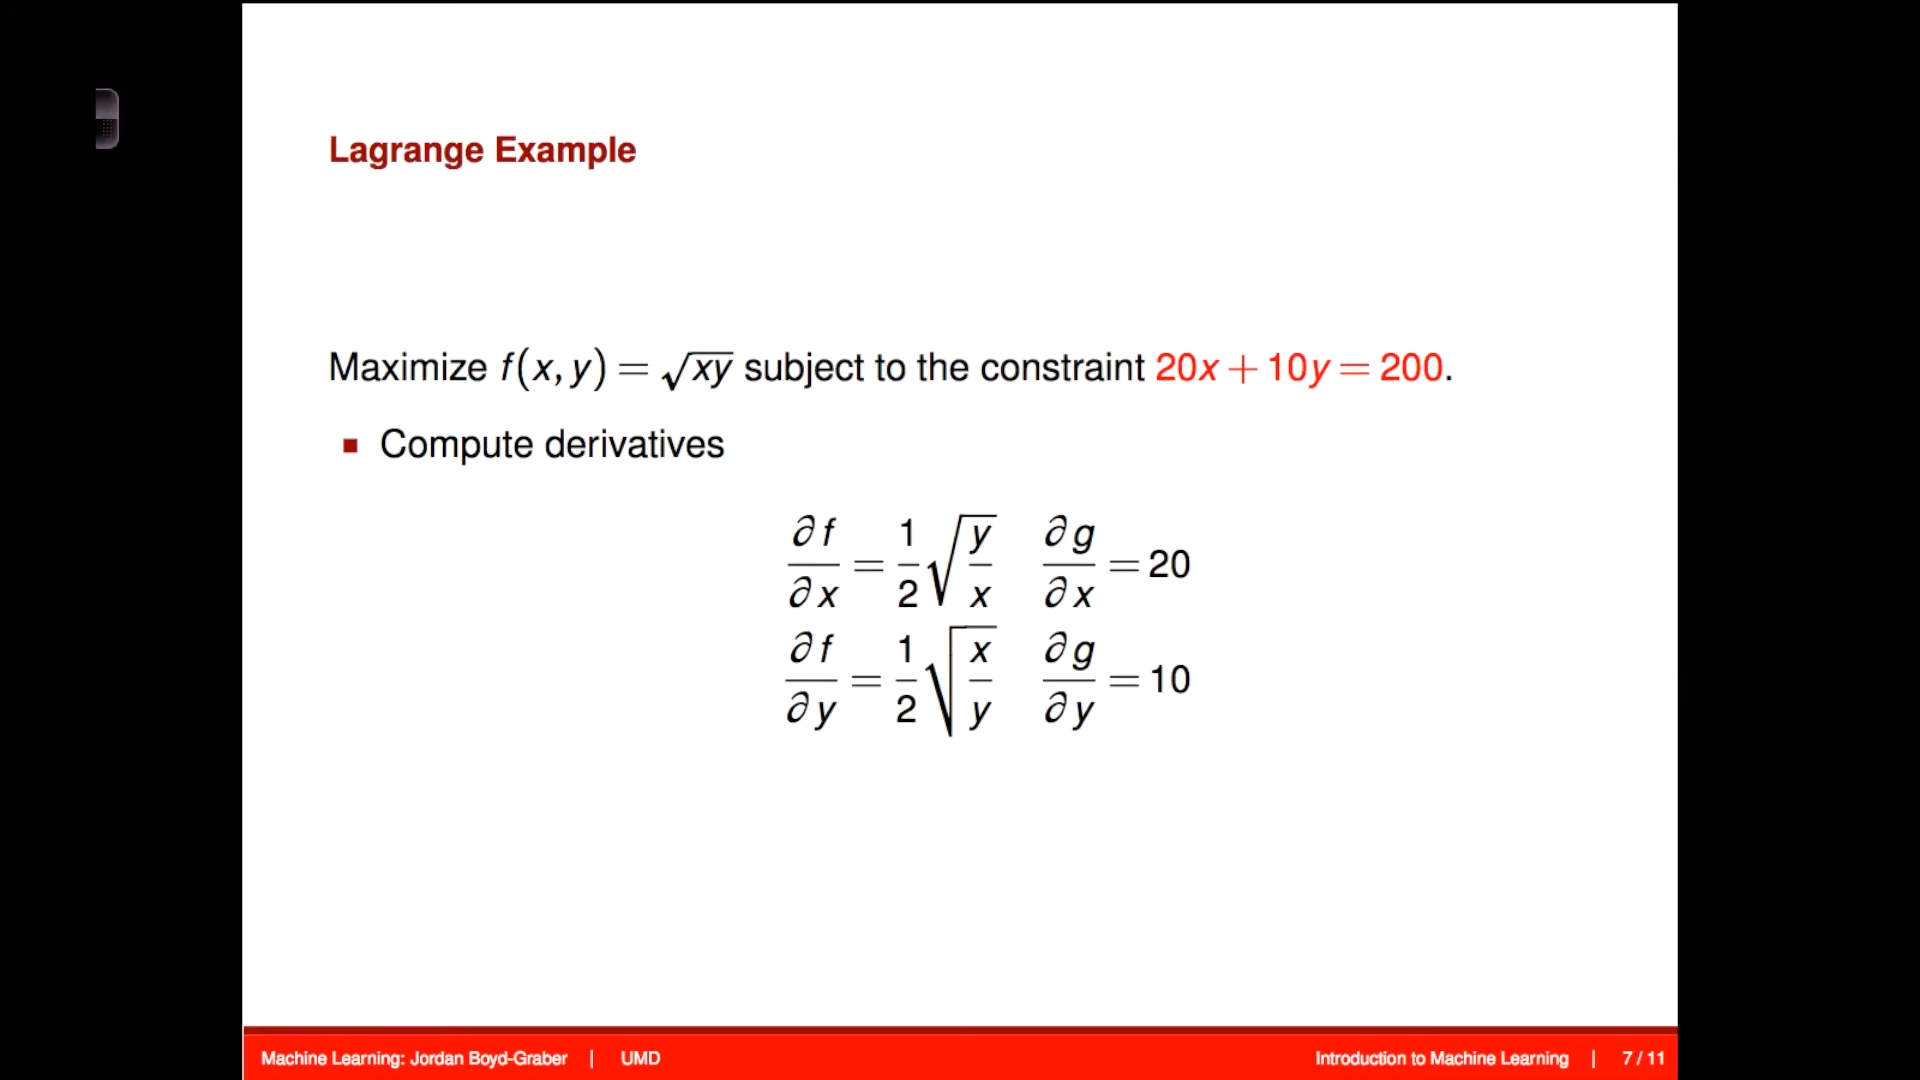 Lagrange Example
Maximize f(x, y) = √xy subject to the constraint 20x + 10y = 200.
▪ Compute derivatives
∂f/∂x = 1/2 √(y/x)   ∂g/∂x = 20
∂f/∂y = 1/2 √(x/y)   ∂g/∂y = 10
Machine Learning: Jordan Boyd-Graber | UMD   Introduction to Machine Learning | 7 / 11